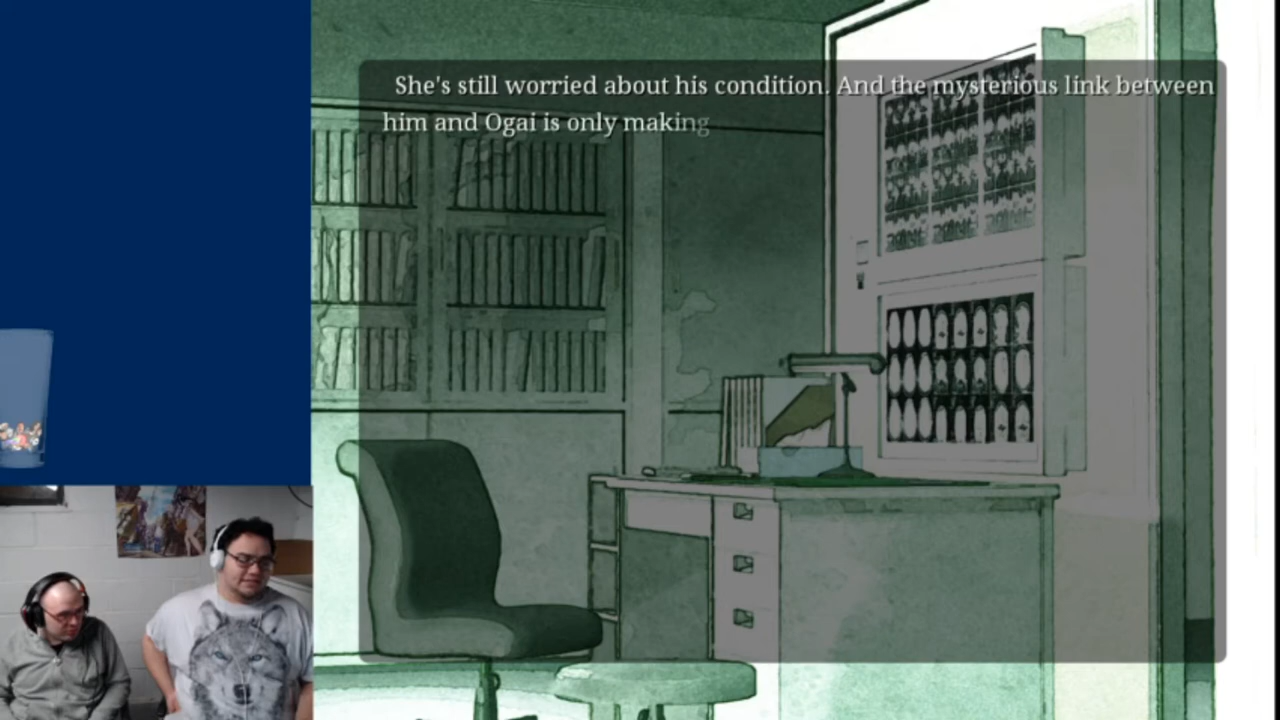 She's still worried about his condition. And the mysterious link between
him and Ogai is only making